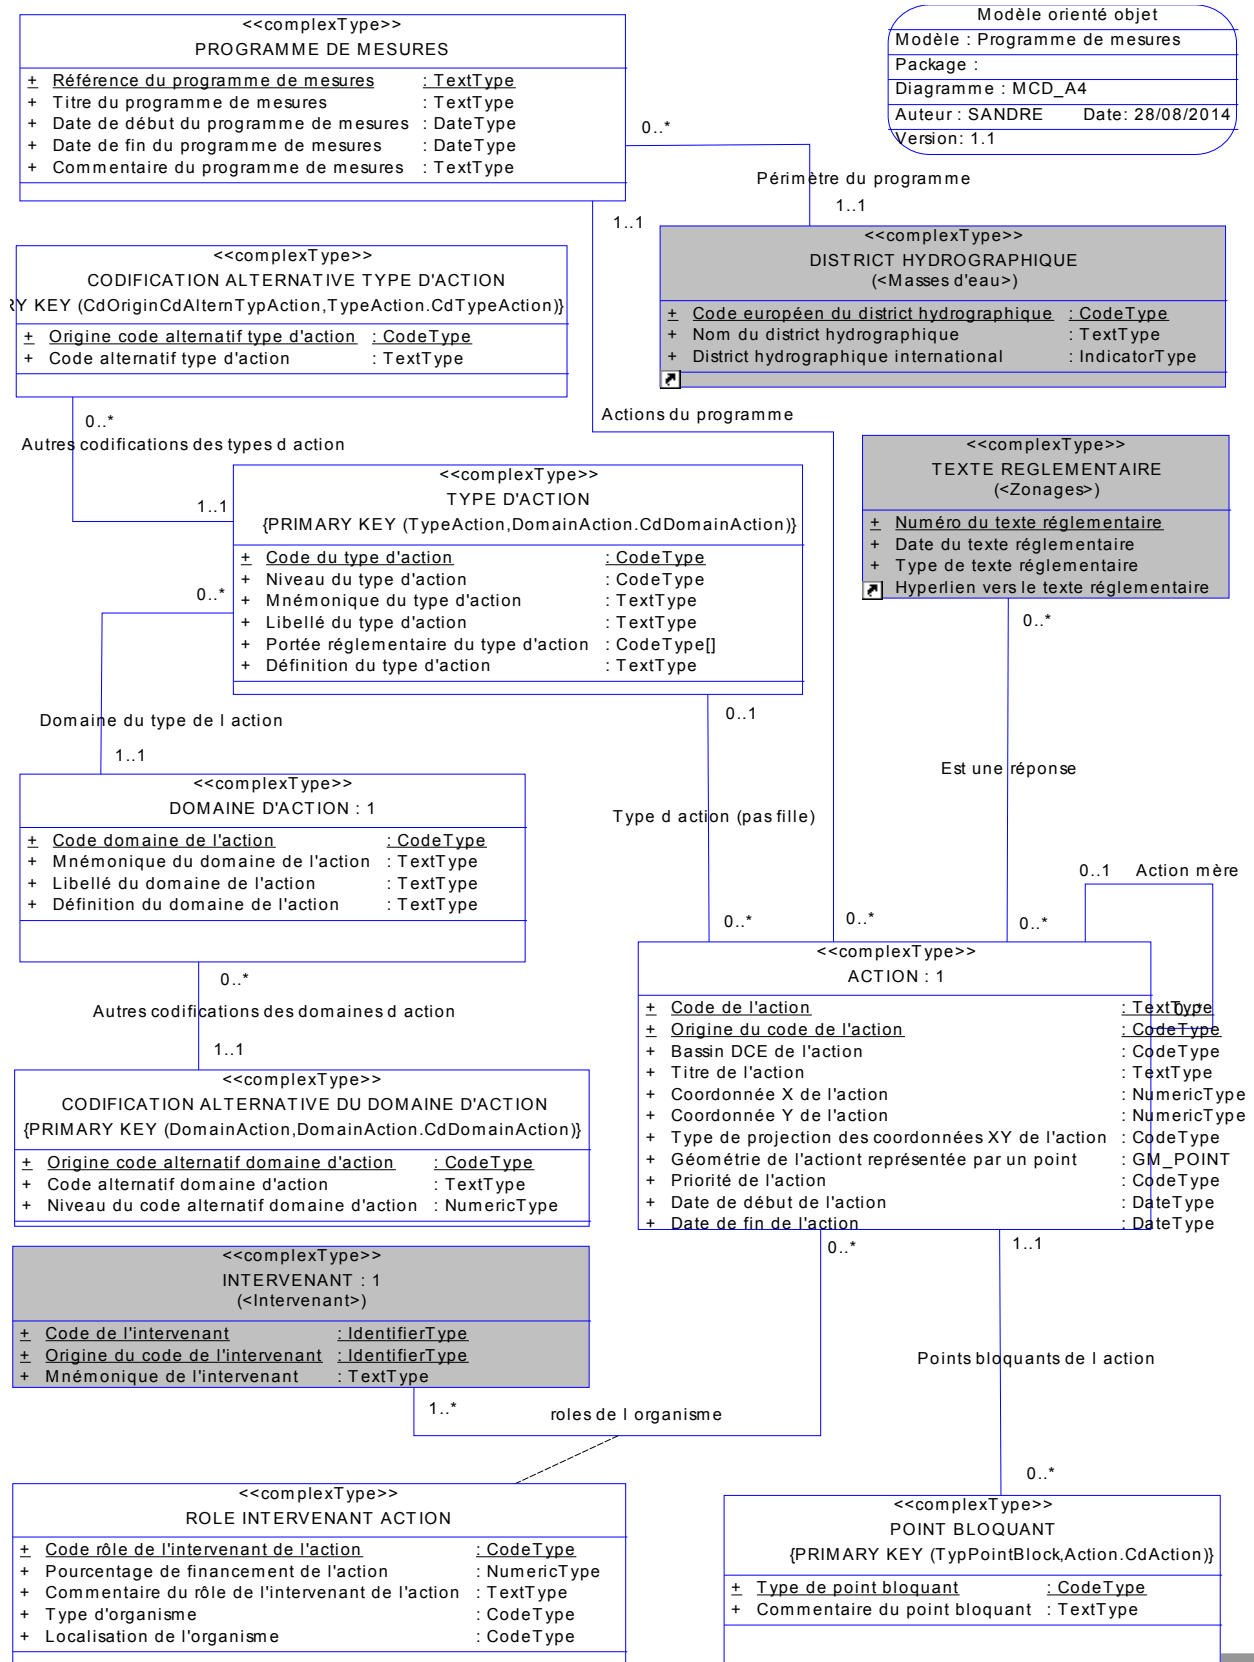 <<complexType>>
PROGRAMME DE MESURES
+ Référence du programme de mesures : TextType
+ Titre du programme de mesures : TextType
+ Date de début du programme de mesures : DateType
+ Date de fin du programme de mesures : DateType
+ Commentaire du programme de mesures : TextType
Modèle orienté objet
Modèle : Programme de mesures
Package :
Diagramme : MCD_A4
Auteur : SANDRE Date: 28/08/2014
Version: 1.1
0..*
Périmètre du programme
1..1
1..1
<<complexType>>
DISTRICT HYDROGRAPHIQUE
(<Masses d'eau>)
+ Code européen du district hydrographique : CodeType
+ Nom du district hydrographique : TextType
+ District hydrographique international : IndicatorType
<<complexType>>
CODIFICATION ALTERNATIVE TYPE D'ACTION
RY KEY (CdOriginCdAlternTypAction,TypeAction.CdTypeAction)}
+ Origine code alternatif type d'action : CodeType
+ Code alternatif type d'action : TextType
0..*
Autres codifications des types d action
1..1
Actions du programme
<<complexType>>
TYPE D'ACTION
{PRIMARY KEY (TypeAction,DomainAction.CdDomainAction)}
+ Code du type d'action : CodeType
+ Niveau du type d'action : CodeType
+ Mnémonique du type d'action : TextType
+ Libellé du type d'action : TextType
+ Portée réglementaire du type d'action : CodeType[]
+ Définition du type d'action : TextType
<<complexType>>
TEXTE REGLEMENTAIRE
(<Zonages>)
+ Numéro du texte réglementaire
+ Date du texte réglementaire
+ Type de texte réglementaire
Hyperlien vers le texte réglementaire
0..*
0..*
Domaine du type de l action
1..1
0..1
Est une réponse
Type d action (pas fille)
<<complexType>>
DOMAINE D'ACTION : 1
+ Code domaine de l'action : CodeType
+ Mnémonique du domaine de l'action : TextType
+ Libellé du domaine de l'action : TextType
+ Définition du domaine de l'action : TextType
0..1 Action mère
0..*
0..*
0..*
0..*
0..*
Autres codifications des domaines d action
1..1
<<complexType>>
ACTION : 1
+ Code de l'action : TextType
+ Origine du code de l'action : CodeType
+ Bassin DCE de l'action : CodeType
+ Titre de l'action : TextType
+ Coordonnée X de l'action : NumericType
+ Coordonnée Y de l'action : NumericType
+ Type de projection des coordonnées XY de l'action : CodeType
+ Géométrie de l'actiont représentée par un point : GM_POINT
+ Priorité de l'action : CodeType
+ Date de début de l'action : DateType
+ Date de fin de l'action : DateType
<<complexType>>
CODIFICATION ALTERNATIVE DU DOMAINE D'ACTION
{PRIMARY KEY (DomainAction,DomainAction.CdDomainAction)}
+ Origine code alternatif domaine d'action : CodeType
+ Code alternatif domaine d'action : TextType
+ Niveau du code alternatif domaine d'action : NumericType
<<complexType>>
INTERVENANT : 1
(<Intervenant>)
+ Code de l'intervenant : IdentifierType
+ Origine du code de l'intervenant : IdentifierType
+ Mnémonique de l'intervenant : TextType
0..*
1..1
Points bloquants de l action
1..*
roles de l organisme
0..*
<<complexType>>
ROLE INTERVENANT ACTION
+ Code rôle de l'intervenant de l'action : CodeType
+ Pourcentage de financement de l'action : NumericType
+ Commentaire du rôle de l'intervenant de l'action : TextType
+ Type d'organisme : CodeType
+ Localisation de l'organisme : CodeType
<<complexType>>
POINT BLOQUANT
{PRIMARY KEY (TypPointBlock,Action.CdAction)}
+ Type de point bloquant : CodeType
+ Commentaire du point bloquant : TextType